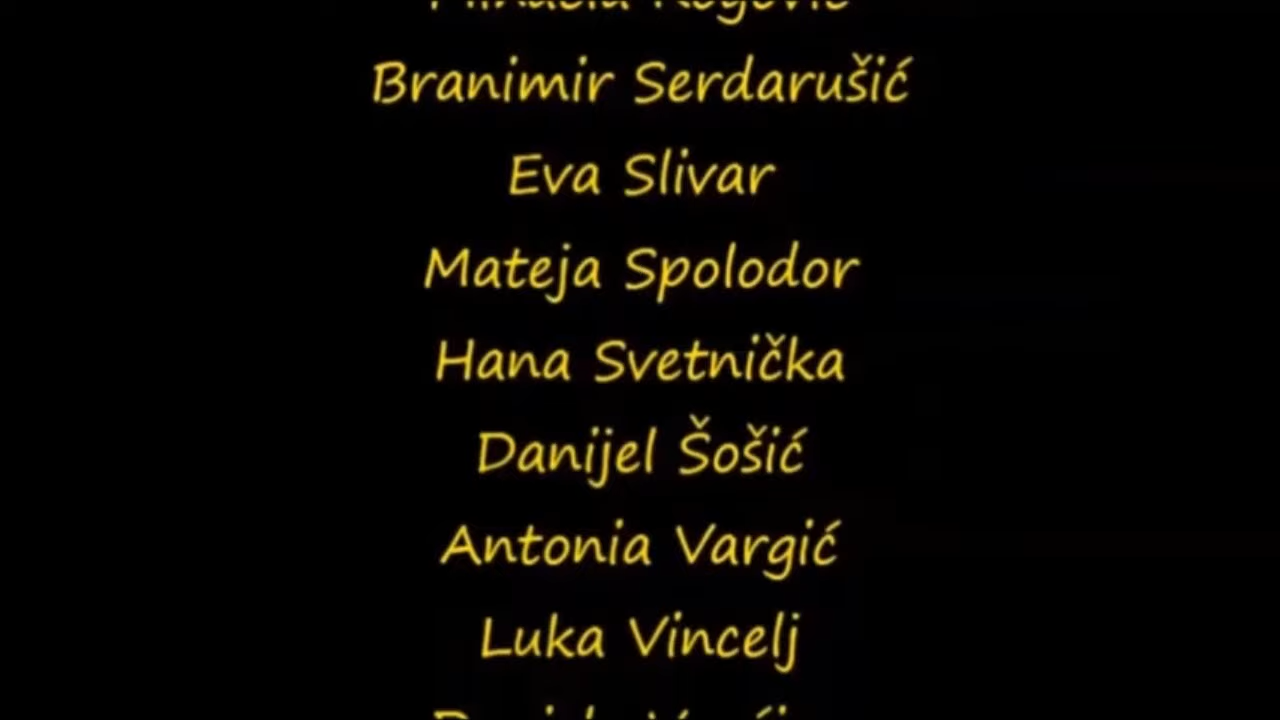 Branimir Serdarušić
Eva Slivar
Mateja Spolodor
Hana Svetnička
Danijel Šošić
Antonia Vargić
Luka Vincelj